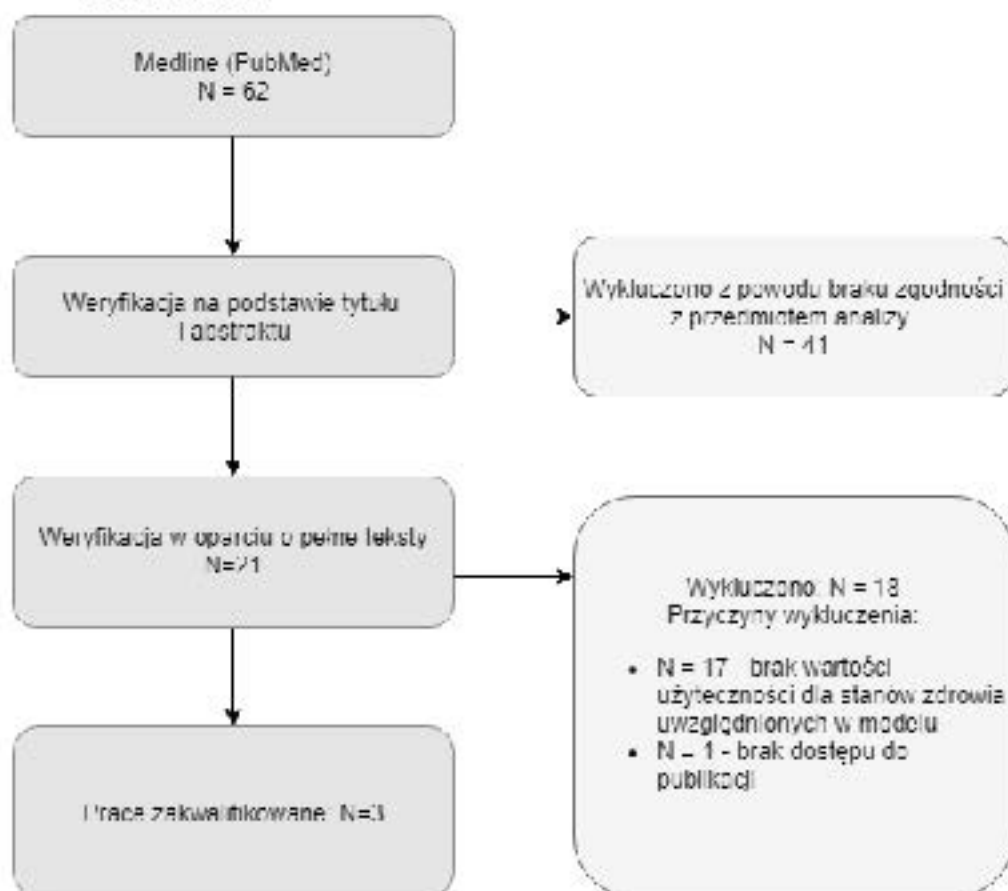 Medline (PubMed)
N = 62
Weryfikacja na podstawie tytułu
i abstraktu
Wykluczono z powodu braku zgodności
z przedmiotem analizy
N = 41
Weryfikacja w oparciu o pełne teksty
N=21
Wykluczono: N = 18
Przyczyny wykluczenia:
• N = 17 - brak wartości
użyteczności dla stanów zdrowia
uwzględnionych w modelu
• N = 1 - brak dostępu do
publikacji
Prace zakwalifikowane: N=3